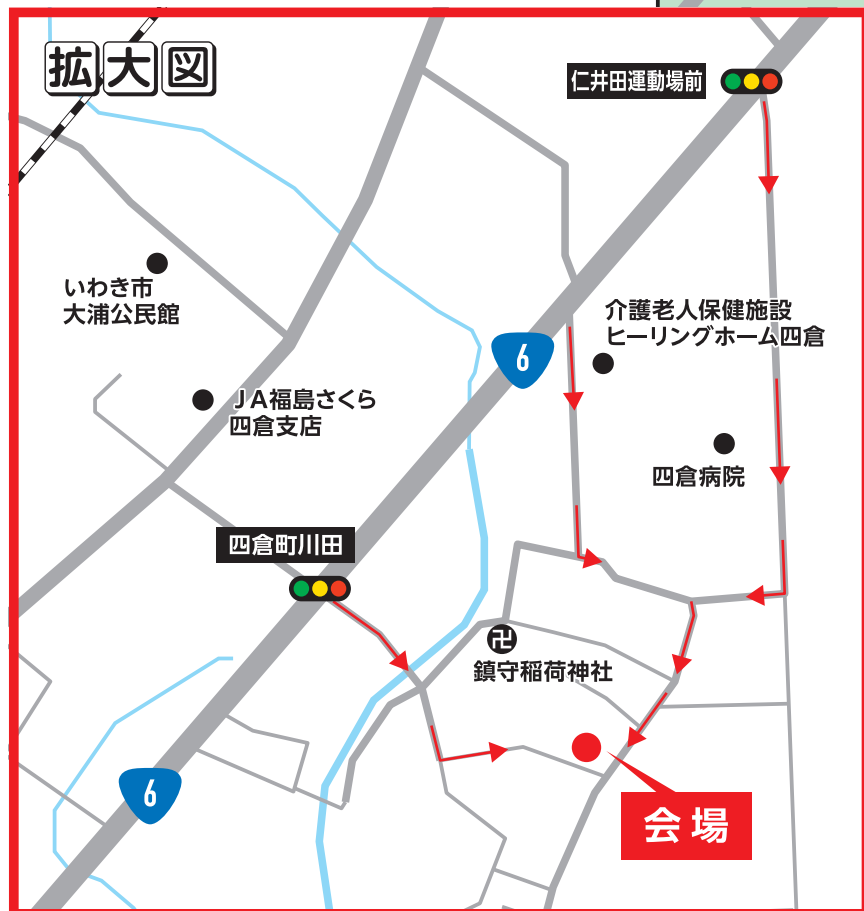 拡大図
仁井田運動場前
いわき市
大浦公民館
介護老人保健施設
ヒーリングホーム四倉
6
JA福島さくら
四倉支店
四倉病院
四倉町川田
卍
鎮守稲荷神社
6
会場